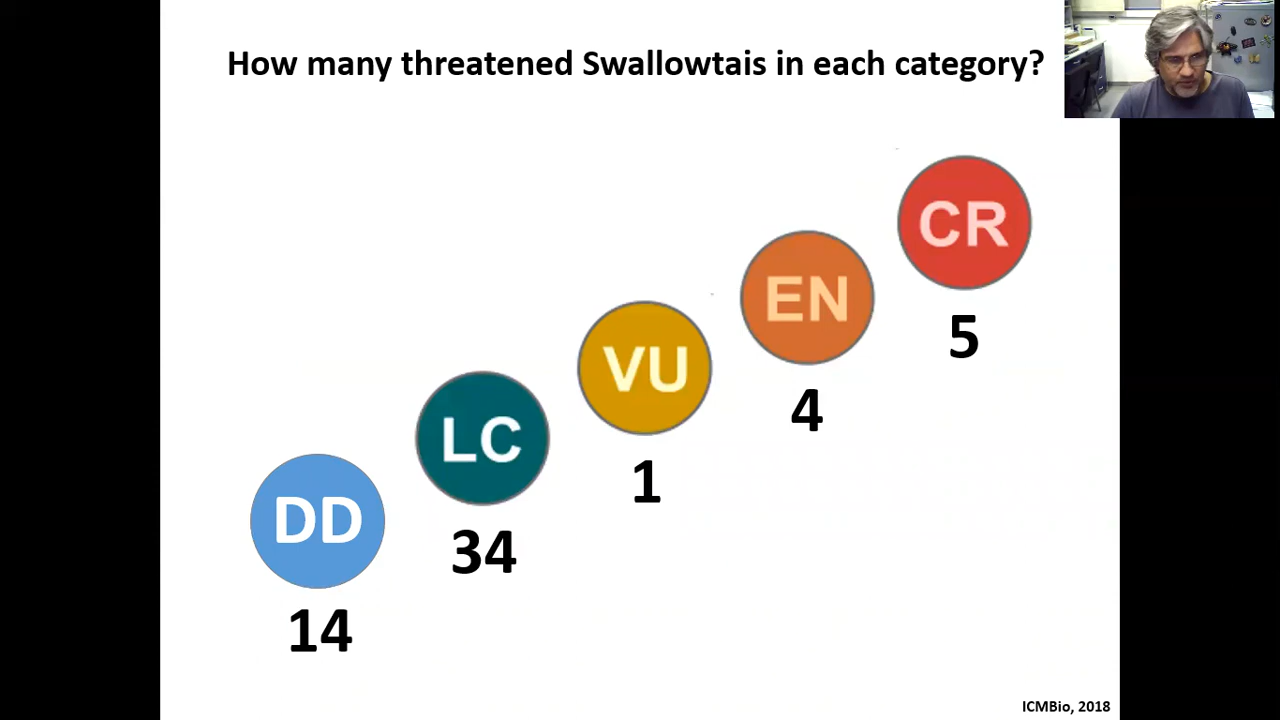 How many threatened Swallowtais in each category?
CR
5
EN
4
VU
1
LC
34
DD
14
ICMBio, 2018